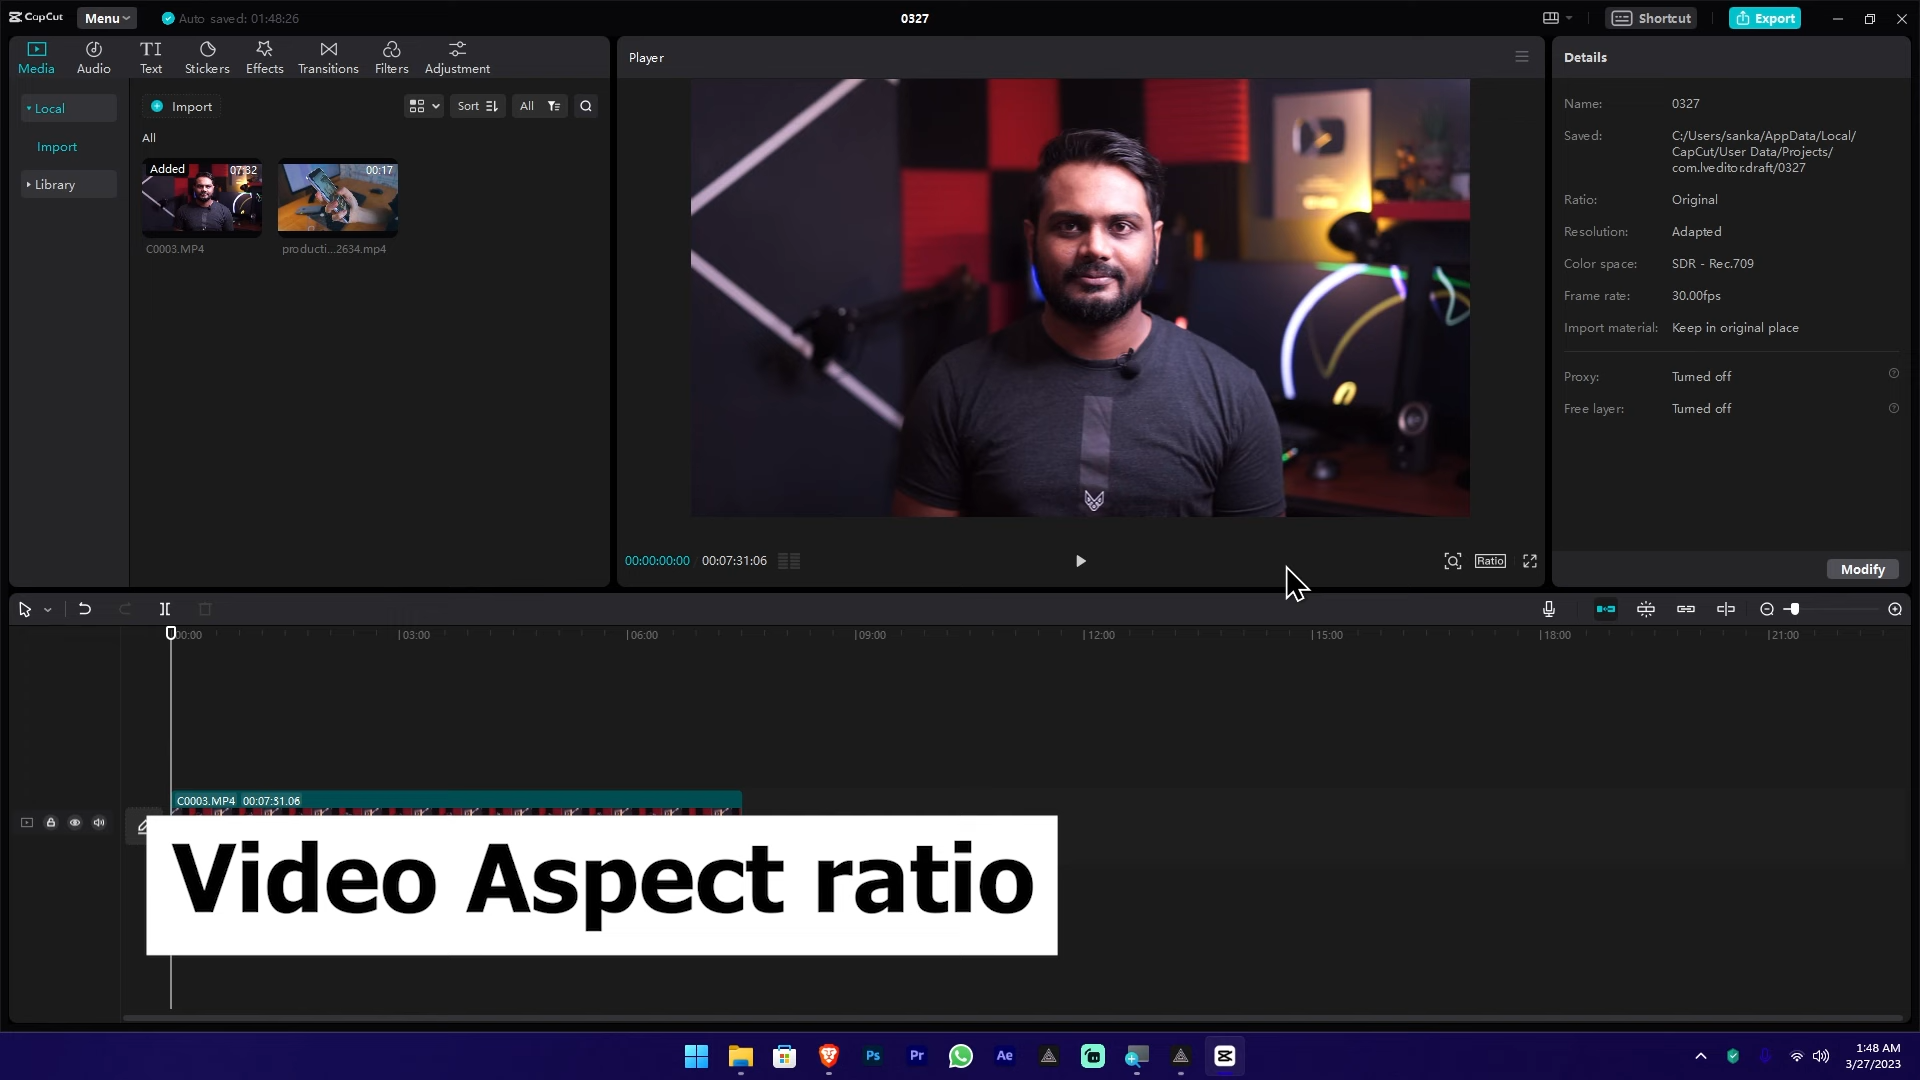 CapCut
Menu
Auto saved: 01:48:26
0327
Shortcut
Export
Media
Audio
TI
Text
Stickers
Effects
Transitions
Filters
Adjustment
Local
Import
Library
Import
Sort
All
All
Added
07:32
00:17
C0003.MP4
producti...2634.mp4
Player
00:00:00:00
00:07:31:06
Ratio
Details
Name: 0327
Saved: C:/Users/sanka/AppData/Local/
CapCut/User Data/Projects/
com.lveditor.draft/0327
Ratio: Original
Resolution: Adapted
Color space: SDR - Rec.709
Frame rate: 30.00fps
Import material: Keep in original place
Proxy: Turned off
Free layer: Turned off
Modify
00:00
03:00
06:00
09:00
12:00
15:00
18:00
21:00
C0003.MP4 00:07:31:06
Video Aspect ratio
Ps
Pr
Ae
1:48 AM
3/27/2023